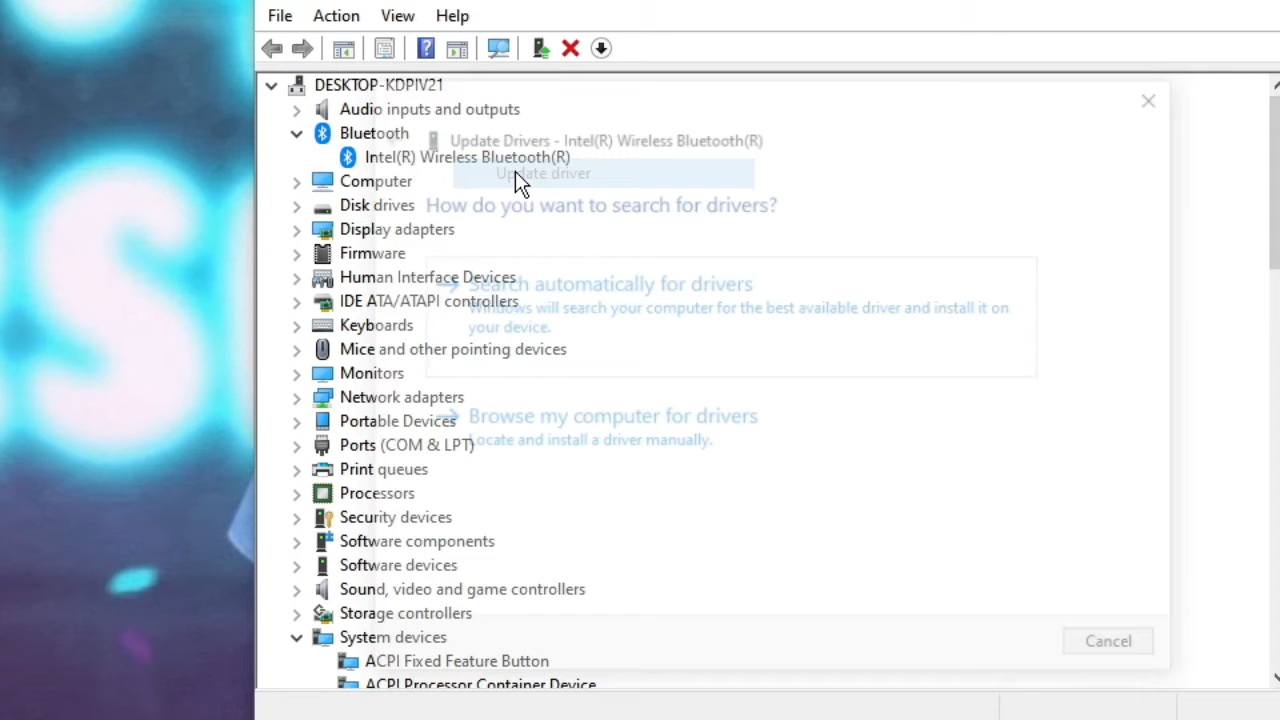 File Action View Help
DESKTOP-KDPIV21
Audio inputs and outputs
Bluetooth
Intel(R) Wireless Bluetooth(R)
Computer
Disk drives
Display adapters
Firmware
Human Interface Devices
IDE ATA/ATAPI controllers
Keyboards
Mice and other pointing devices
Monitors
Network adapters
Portable Devices
Ports (COM & LPT)
Print queues
Processors
Security devices
Software components
Software devices
Sound, video and game controllers
Storage controllers
System devices
ACPI Fixed Feature Button
ACPI Processor Container Device
Update Drivers - Intel(R) Wireless Bluetooth(R)
Update driver
How do you want to search for drivers?
Search automatically for drivers
Windows will search your computer for the best available driver and install it on
your device.
Browse my computer for drivers
Locate and install a driver manually.
Cancel
S